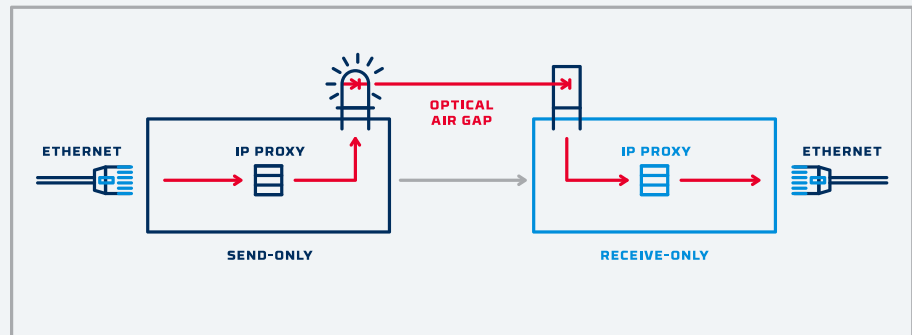 OPTICAL
AIR GAP
ETHERNET
IP PROXY
IP PROXY
ETHERNET
SEND-ONLY
RECEIVE-ONLY